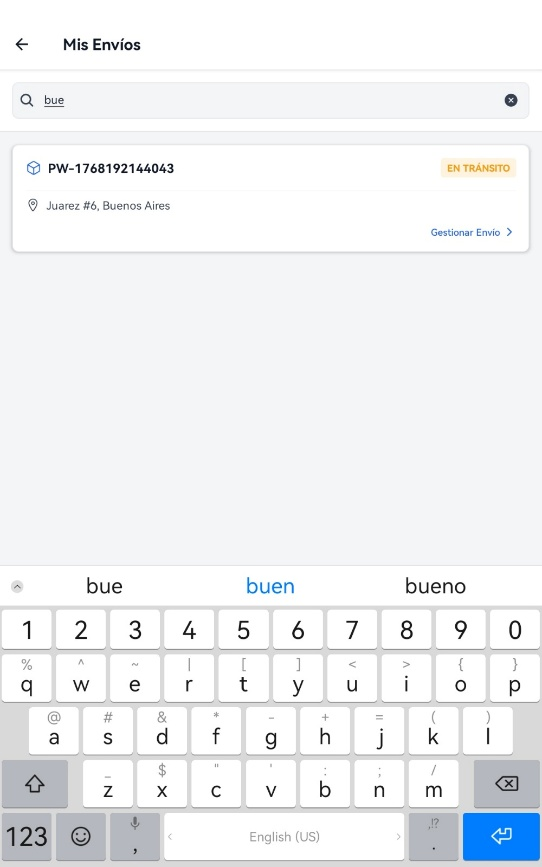 Mis Envíos
bue
PW-1768192144043 EN TRÁNSITO
Juarez #6, Buenos Aires
Gestionar Envío
bue buen bueno
1 2 3 4 5 6 7 8 9 0
% ^ ~ | [ ] < > { }
q w e r t y u i o p
@ # & * - + = ( )
a s d f g h j k l
_ $ " ' : ; /
z x c v b n m
,!?
123 , English (US) .